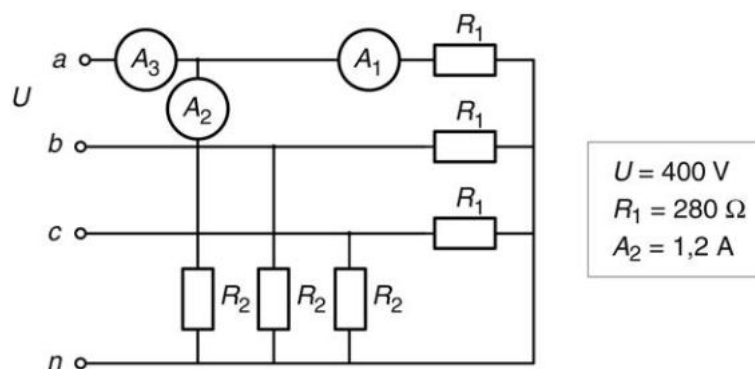 R₁
a A₃ A₁
U
A₂
R₁
b
R₁
c
R₂ R₂ R₂
n
U = 400 V
R₁ = 280 Ω
A₂ = 1,2 A